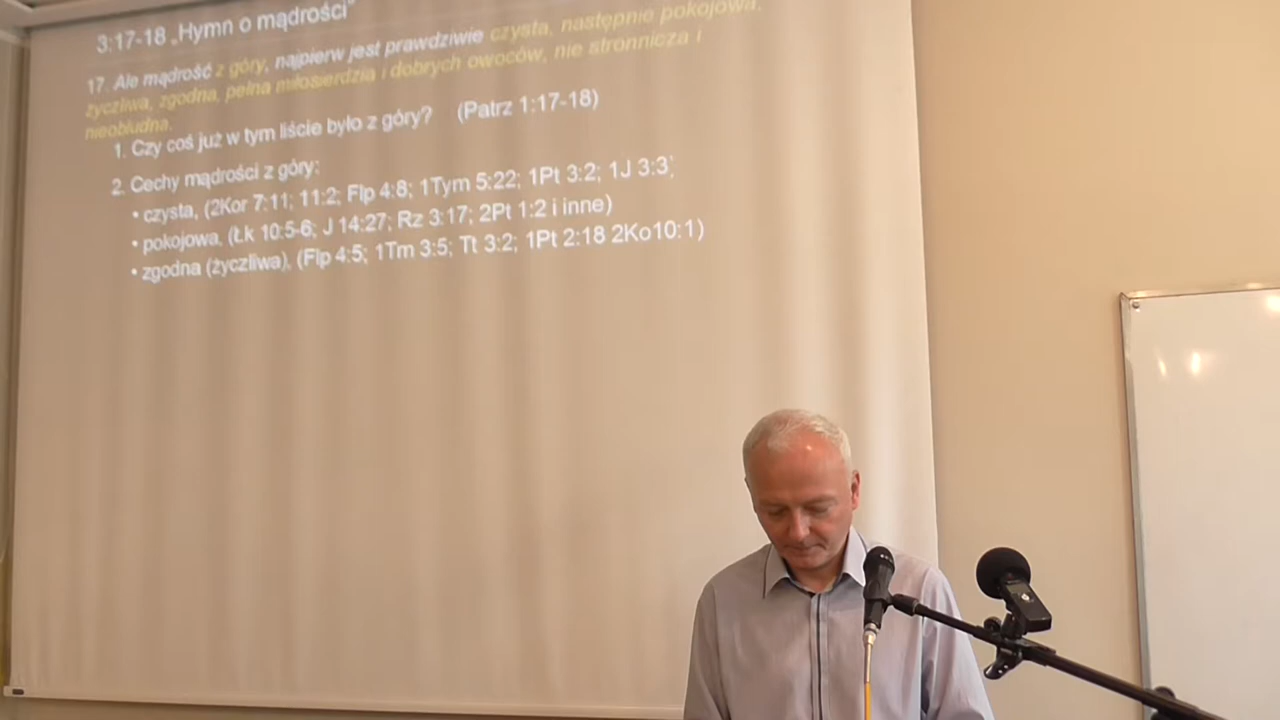 3:17-18 „Hymn o mądrości”
17. Ale mądrość z góry, najpierw jest prawdziwie czysta, następnie pokojowa,
życzliwa, zgodna, pełna miłosierdzia i dobrych owoców, nie stronnicza i
nieobłudna.
1. Czy coś już w tym liście było z góry? (Patrz 1:17-18)
2. Cechy mądrości z góry:
• czysta, (2Kor 7:11; 11:2; Flp 4:8; 1Tym 5:22; 1Pt 3:2; 1J 3:3;
• pokojowa, (Łk 10:5-6; J 14:27; Rz 3:17; 2Pt 1:2 i inne)
• zgodna (życzliwa), (Flp 4:5; 1Tm 3:5; Tt 3:2; 1Pt 2:18 2Ko10:1)